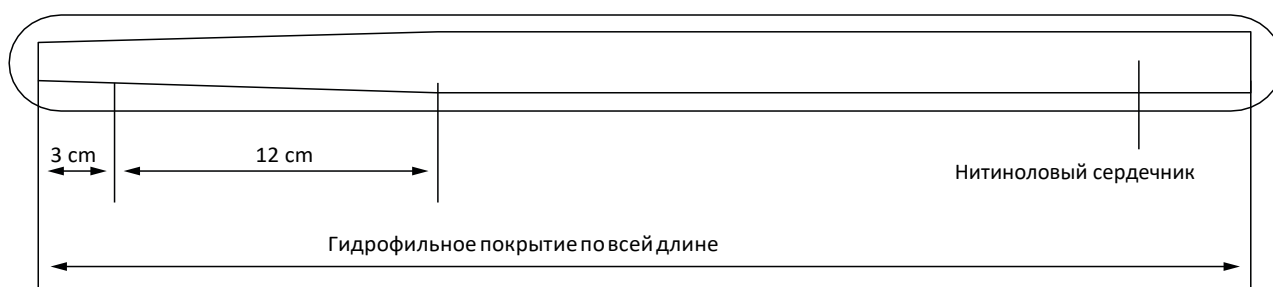 3 cm
12 cm
Нитиноловый сердечник
Гидрофильное покрытие по всей длине